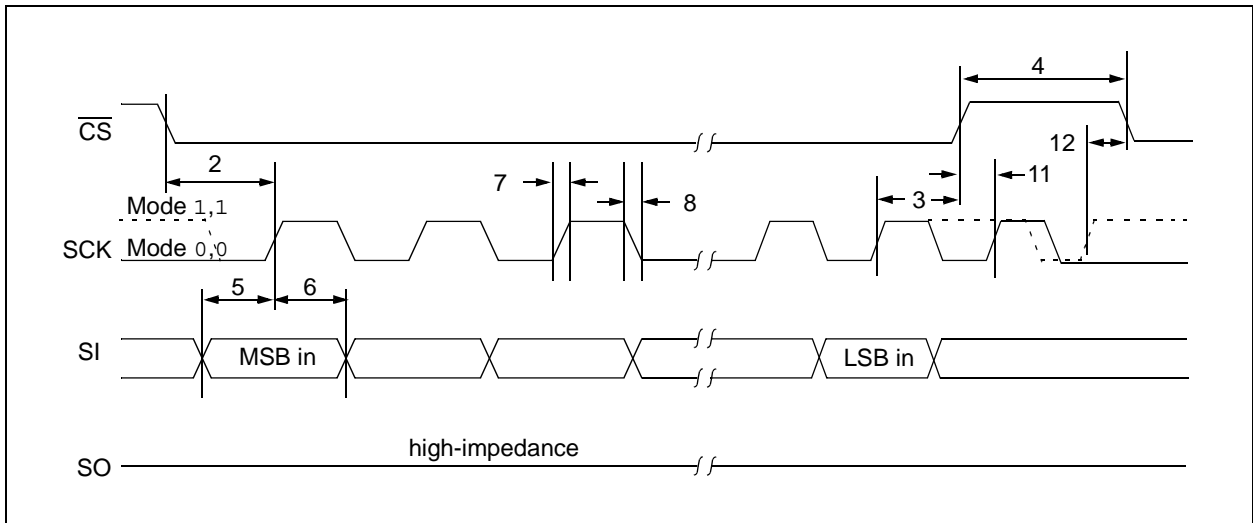 4
C̅S̅
12
2
7
8
3
11
Mode 1,1
SCK Mode 0,0
5
6
SI
MSB in
LSB in
high-impedance
SO